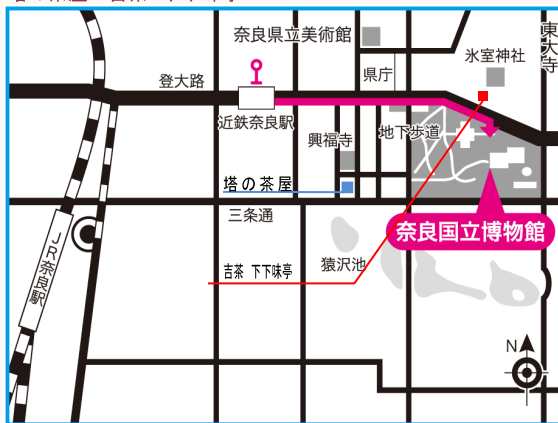 奈良県立美術館
東大寺
氷室神社
県庁
登大路
近鉄奈良駅
地下歩道
興福寺
塔の茶屋
三条通
奈良国立博物館
JR奈良駅
吉茶 下下味亭
猿沢池
N